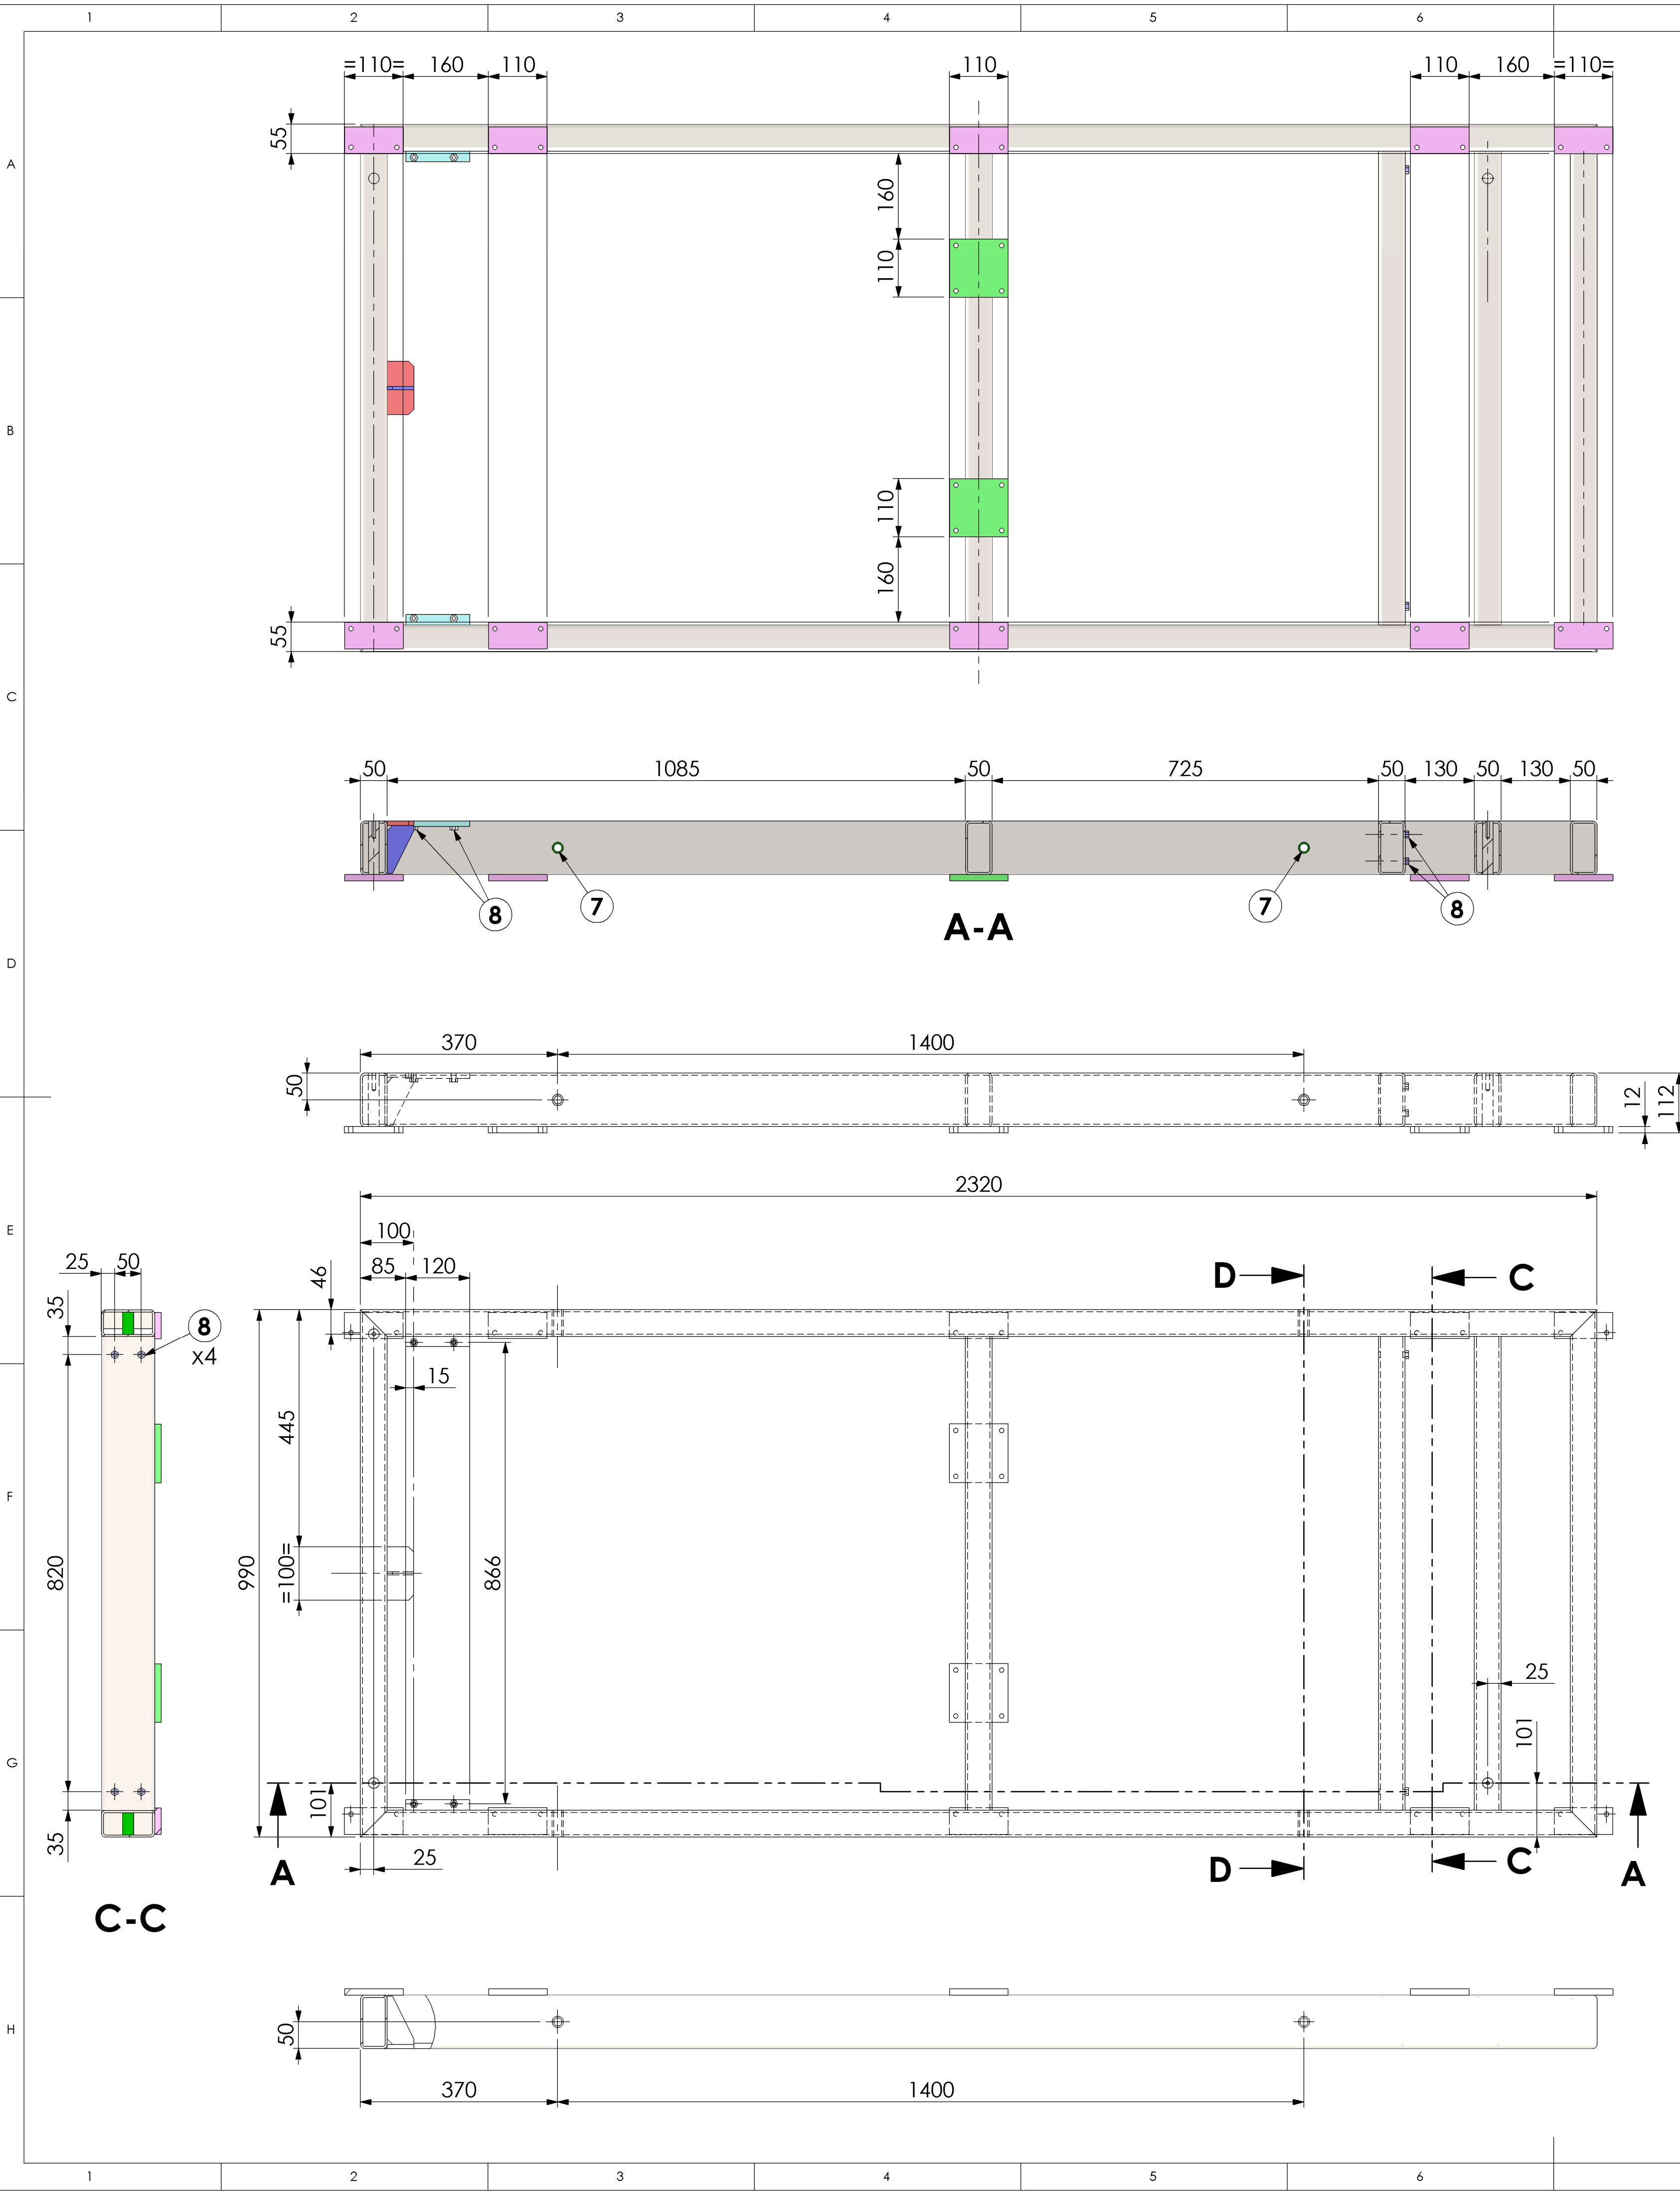 1 2 3 4 5 6
=110= 160 110 110 110 160 =110=
55
A
160
110
B
110
160
55
C
50 1085 50 725 50 130 50 130 50
8 7 7 8
A-A
D
370 1400
50
12 112
2320
E
100
25 50 85 120
46
D C
35
8
x4
15
445
F
820 990 =100= 866
25
101
G
101
35
25
A D C A
C-C
H
50
370 1400
1 2 3 4 5 6